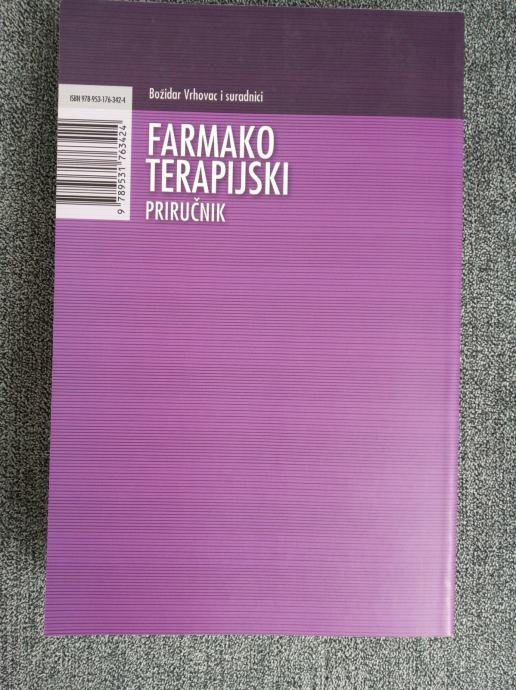 ISBN 978-953-176-342-4
9 789531 763424
Božidar Vrhovac i suradnici
FARMAKO
TERAPIJSKI
PRIRUČNIK